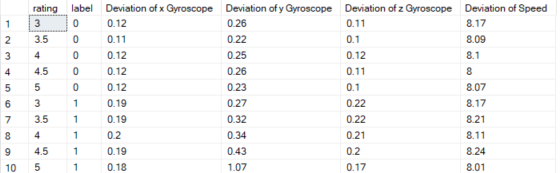 rating label Deviation of x Gyroscope Deviation of y Gyroscope Deviation of z Gyroscope Deviation of Speed
1 3 0 0.12 0.26 0.11 8.17
2 3.5 0 0.11 0.22 0.1 8.09
3 4 0 0.12 0.25 0.12 8.1
4 4.5 0 0.12 0.26 0.11 8
5 5 0 0.12 0.23 0.1 8.07
6 3 1 0.19 0.27 0.22 8.17
7 3.5 1 0.19 0.32 0.22 8.21
8 4 1 0.2 0.34 0.21 8.11
9 4.5 1 0.19 0.43 0.2 8.24
10 5 1 0.18 1.07 0.17 8.01